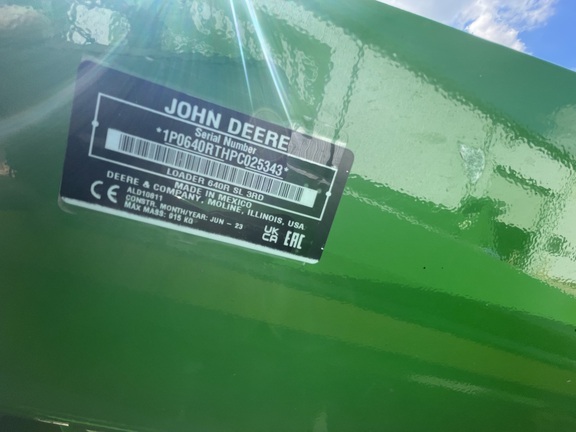 JOHN DEERE
Serial Number
*1P0640RTHPC025343*
LOADER 640R SL 3RD
MADE IN MEXICO
DEERE & COMPANY, MOLINE, ILLINOIS, USA
ALO10811
CONSTR. MONTH/YEAR: JUN - 23
MAX MASS: 915 KG
CE
UK CA
EAC